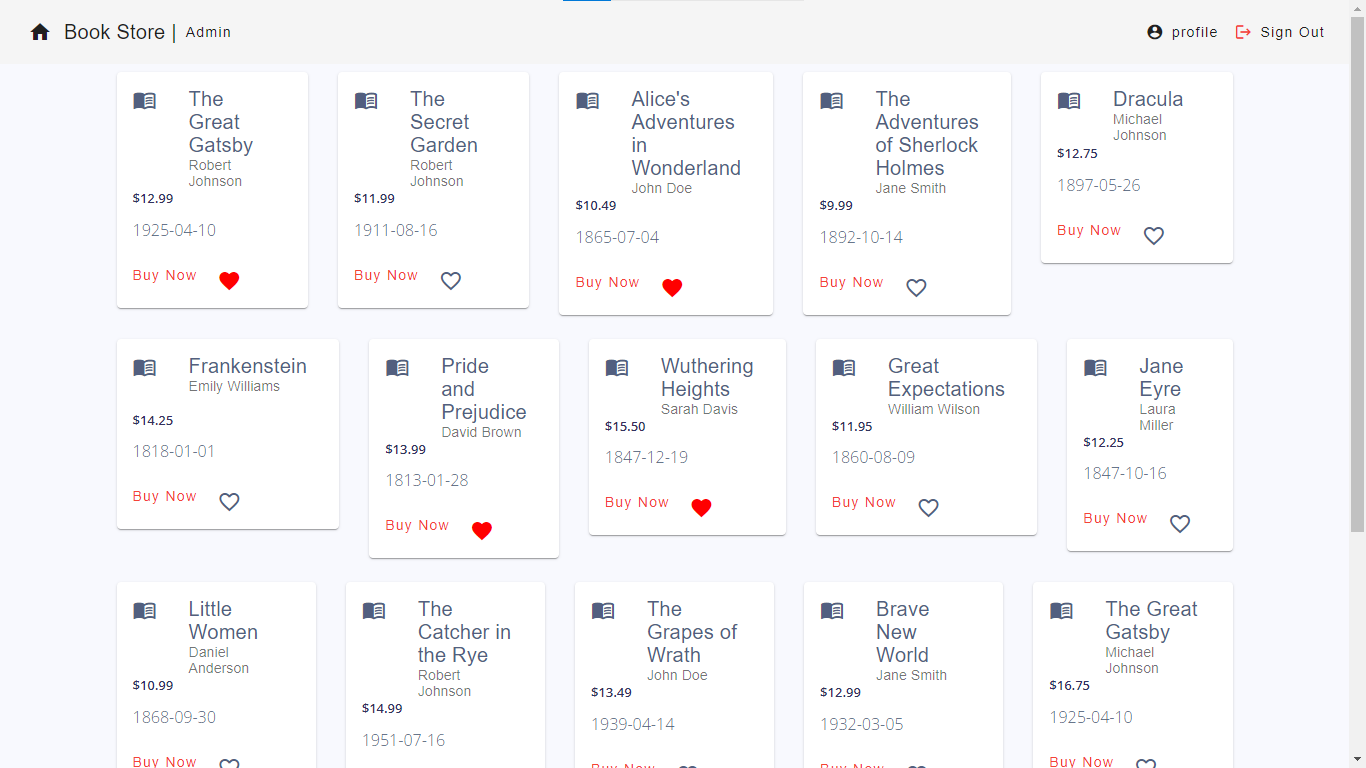 Book Store | Admin
profile
Sign Out
The
Great
Gatsby
Robert
Johnson
$12.99
1925-04-10
Buy Now
The
Secret
Garden
Robert
Johnson
$11.99
1911-08-16
Buy Now
Alice's
Adventures
in
Wonderland
John Doe
$10.49
1865-07-04
Buy Now
The
Adventures
of Sherlock
Holmes
Jane Smith
$9.99
1892-10-14
Buy Now
Dracula
Michael
Johnson
$12.75
1897-05-26
Buy Now
Frankenstein
Emily Williams
$14.25
1818-01-01
Buy Now
Pride
and
Prejudice
David Brown
$13.99
1813-01-28
Buy Now
Wuthering
Heights
Sarah Davis
$15.50
1847-12-19
Buy Now
Great
Expectations
William Wilson
$11.95
1860-08-09
Buy Now
Jane
Eyre
Laura
Miller
$12.25
1847-10-16
Buy Now
Little
Women
Daniel
Anderson
$10.99
1868-09-30
Buy Now
The
Catcher in
the Rye
Robert
Johnson
$14.99
1951-07-16
The
Grapes of
Wrath
John Doe
$13.49
1939-04-14
Buy Now
Brave
New
World
Jane Smith
$12.99
1932-03-05
Buy Now
The Great
Gatsby
Michael
Johnson
$16.75
1925-04-10
Buy Now